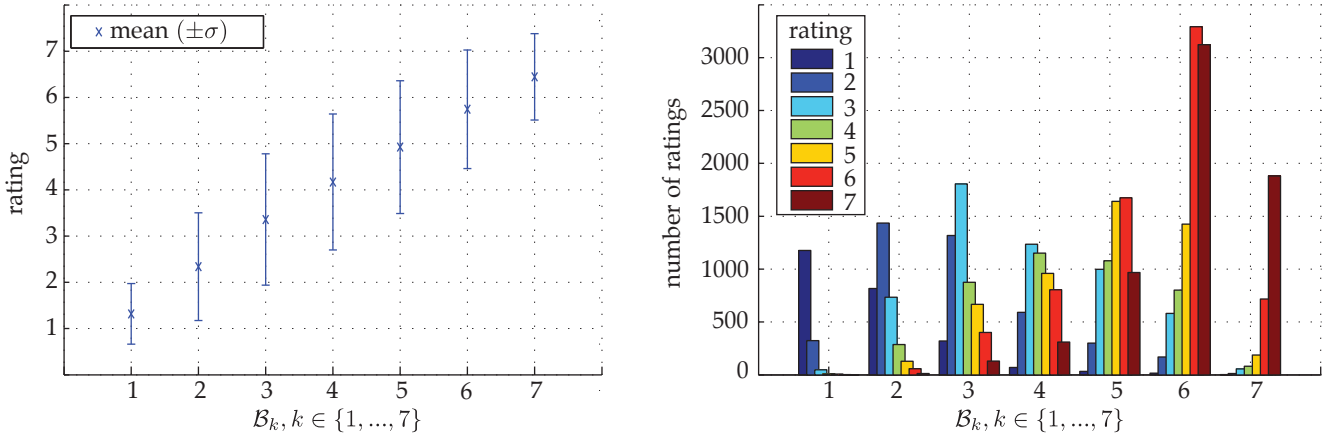 mean (±σ)
7
6
5
4
3
2
1
rating
1 2 3 4 5 6 7
ℬₖ, k ∈ {1, ..., 7}
rating
1
2
3
4
5
6
7
3000
2500
2000
1500
1000
500
0
number of ratings
1 2 3 4 5 6 7
ℬₖ, k ∈ {1, ..., 7}